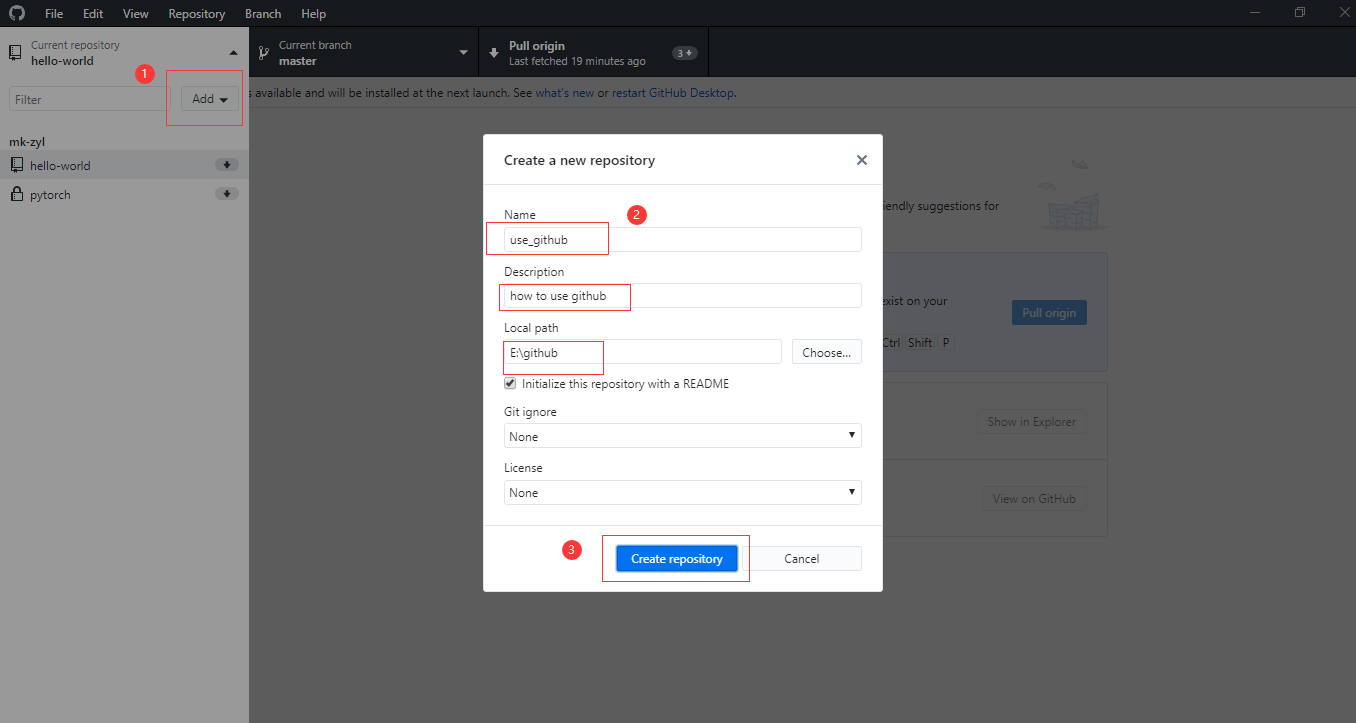 File Edit View Repository Branch Help
Current repository
hello-world
Current branch
master
Pull origin
Last fetched 19 minutes ago
3
1
Filter
Add
s available and will be installed at the next launch. See what's new or restart GitHub Desktop.
mk-zyl
hello-world
pytorch
Create a new repository
Name
2
use_github
Description
how to use github
Local path
E:\github
Choose...
Initialize this repository with a README
Git ignore
None
License
None
3
Create repository
Cancel
iendly suggestions for
exist on your
Pull origin
Ctrl Shift P
Show in Explorer
View on GitHub